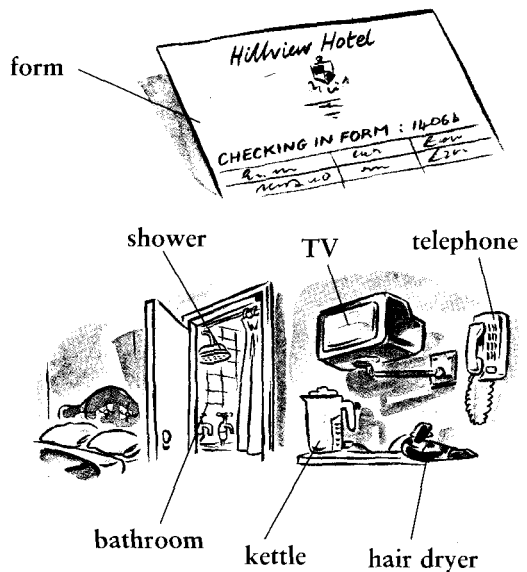 Hillview Hotel
form
CHECKING IN FORM : 14066
shower
TV
telephone
bathroom
kettle
hair dryer